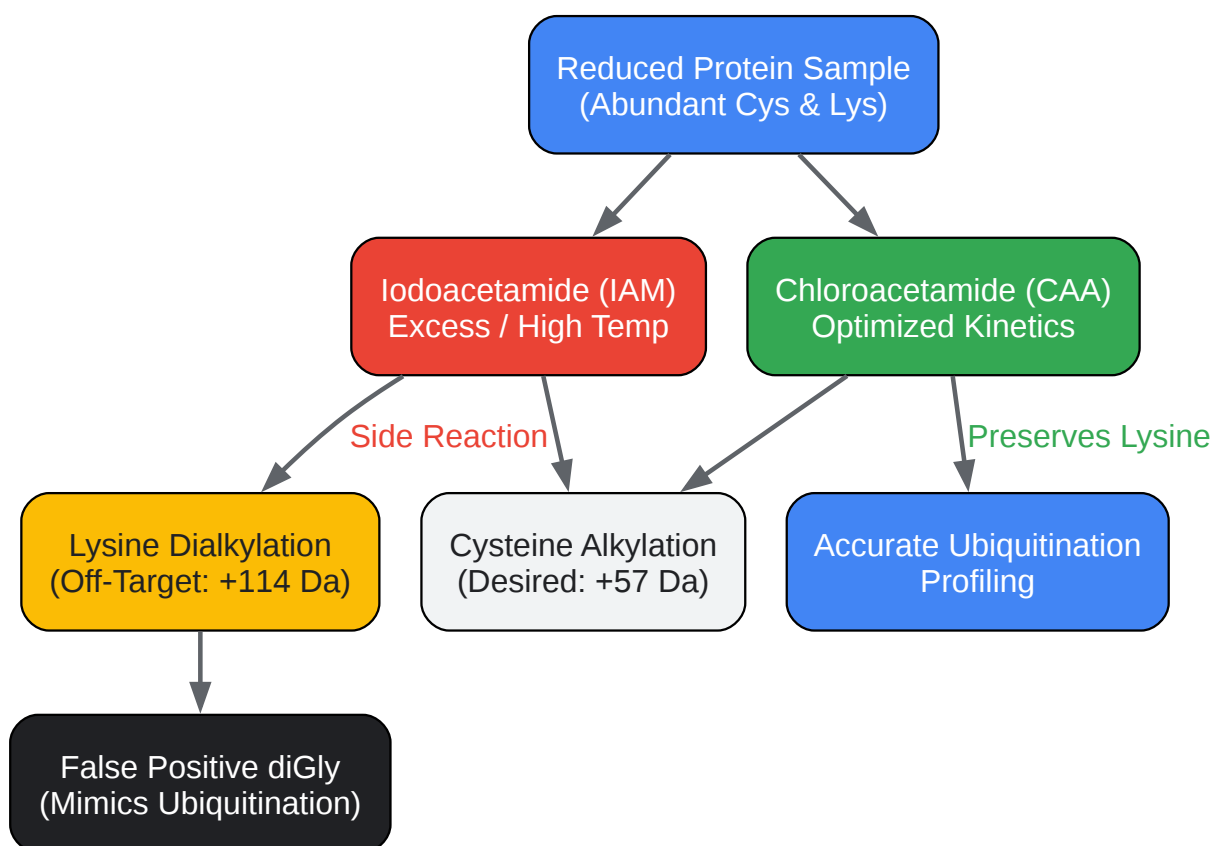 Reduced Protein Sample
(Abundant Cys & Lys)
Iodoacetamide (IAM)
Excess / High Temp
Chloroacetamide (CAA)
Optimized Kinetics
Side Reaction
Preserves Lysine
Lysine Dialkylation
(Off-Target: +114 Da)
Cysteine Alkylation
(Desired: +57 Da)
Accurate Ubiquitination
Profiling
False Positive diGly
(Mimics Ubiquitination)